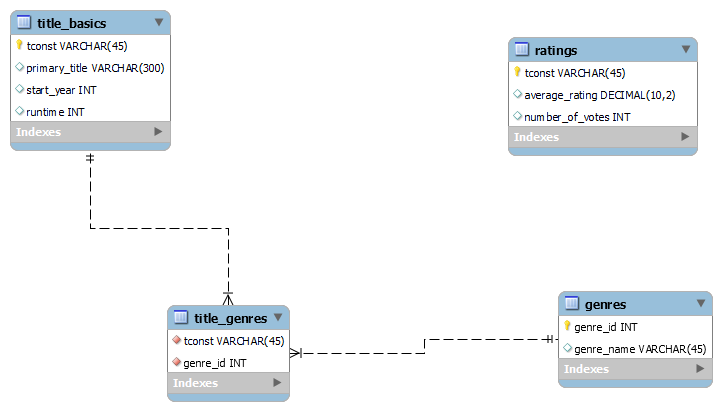 title_basics
tconst VARCHAR(45)
primary_title VARCHAR(300)
start_year INT
runtime INT
Indexes
ratings
tconst VARCHAR(45)
average_rating DECIMAL(10,2)
number_of_votes INT
Indexes
title_genres
tconst VARCHAR(45)
genre_id INT
Indexes
genres
genre_id INT
genre_name VARCHAR(45)
Indexes